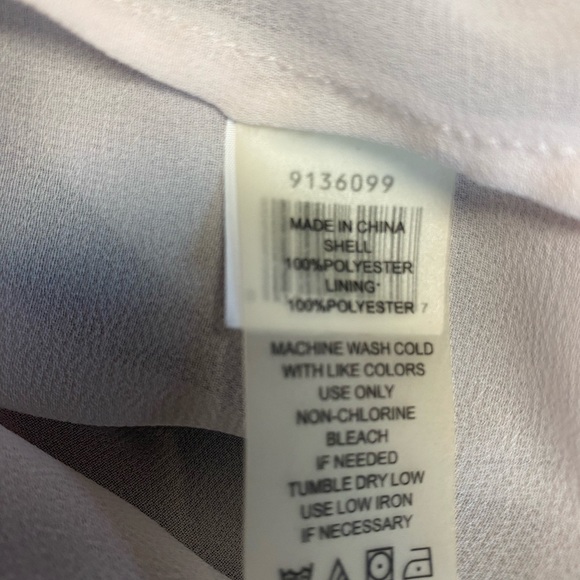 9136099
MADE IN CHINA
SHELL
100%POLYESTER
LINING*
100%POLYESTER 7
MACHINE WASH COLD
WITH LIKE COLORS
USE ONLY
NON-CHLORINE
BLEACH
IF NEEDED
TUMBLE DRY LOW
USE LOW IRON
IF NECESSARY